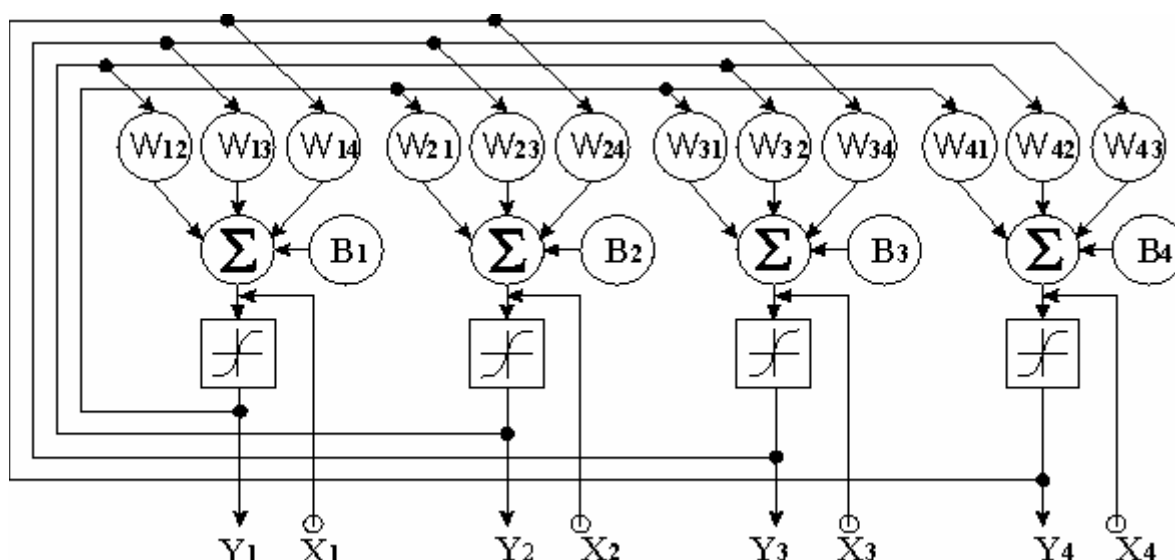 W12 W13 W14 W21 W23 W24 W31 W32 W34 W41 W42 W43
Σ B1 Σ B2 Σ B3 Σ B4
Y1 X1 Y2 X2 Y3 X3 Y4 X4